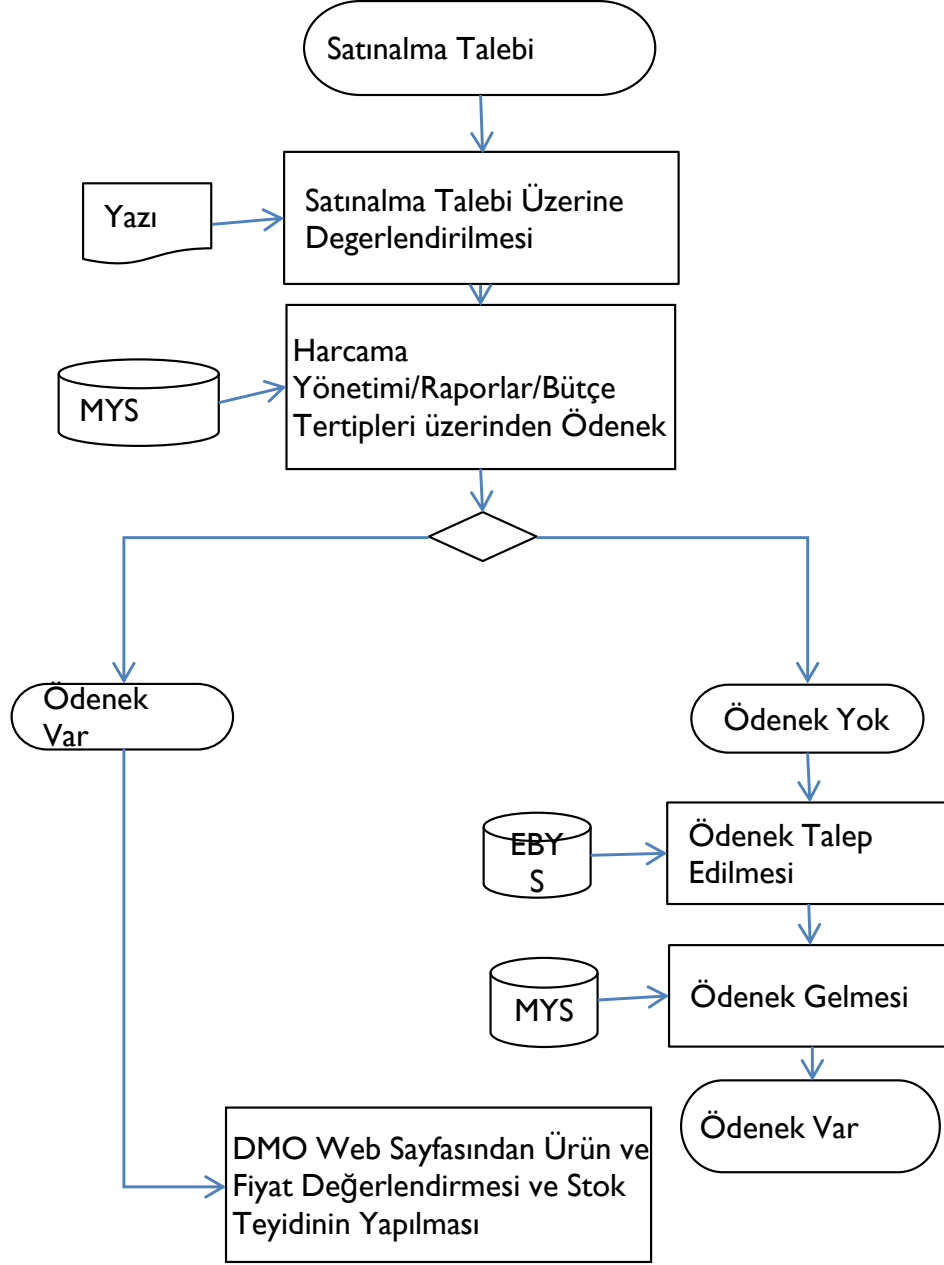 Satınalma Talebi
Yazı
Satınalma Talebi Üzerine
Degerlendirilmesi
MYS
Harcama
Yönetimi/Raporlar/Bütçe
Tertipleri üzerinden Ödenek
Ödenek
Var
Ödenek Yok
EBY
S
Ödenek Talep
Edilmesi
MYS
Ödenek Gelmesi
Ödenek Var
DMO Web Sayfasından Ürün ve
Fiyat Değerlendirmesi ve Stok
Teyidinin Yapılması